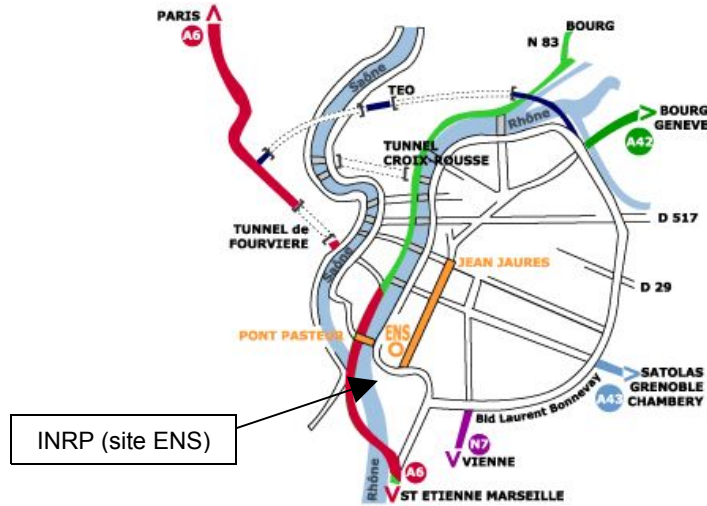 PARIS
A6
BOURG
N 83
Saône
TEO
Rhône
BOURG
GENEVE
A42
TUNNEL
CROIX-ROUSSE
D 517
TUNNEL de
FOURVIERE
Saône
JEAN JAURES
D 29
PONT PASTEUR
ENS
SATOLAS
GRENOBLE
CHAMBERY
A43
Bld Laurent Bonnevay
INRP (site ENS)
N7
VIENNE
A6
Rhône
ST ETIENNE MARSEILLE